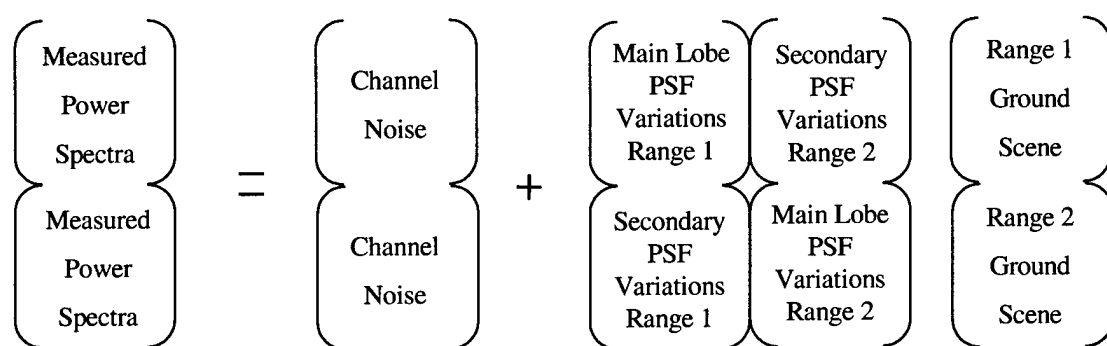 Measured
Power
Spectra
Measured
Power
Spectra
=
Channel
Noise
Channel
Noise
+
Main Lobe
PSF
Variations
Range 1
Secondary
PSF
Variations
Range 2
Secondary
PSF
Variations
Range 1
Main Lobe
PSF
Variations
Range 2
Range 1
Ground
Scene
Range 2
Ground
Scene